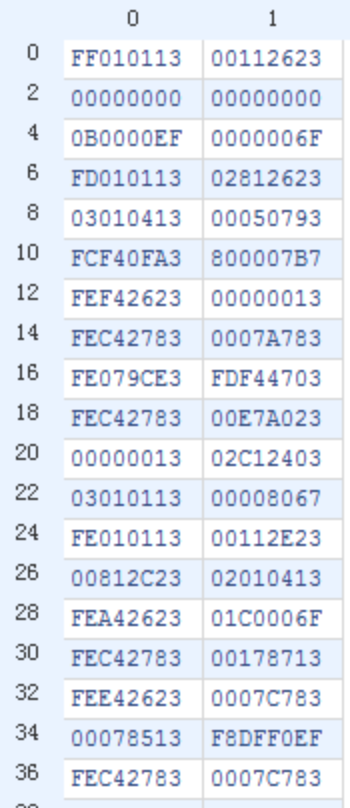 0 1
0 FF010113 00112623
2 00000000 00000000
4 0B0000EF 0000006F
6 FD010113 02812623
8 03010413 00050793
10 FCF40FA3 800007B7
12 FEF42623 00000013
14 FEC42783 0007A783
16 FE079CE3 FDF44703
18 FEC42783 00E7A023
20 00000013 02C12403
22 03010113 00008067
24 FE010113 00112E23
26 00812C23 02010413
28 FEA42623 01C0006F
30 FEC42783 00178713
32 FEE42623 0007C783
34 00078513 F8DFF0EF
36 FEC42783 0007C783